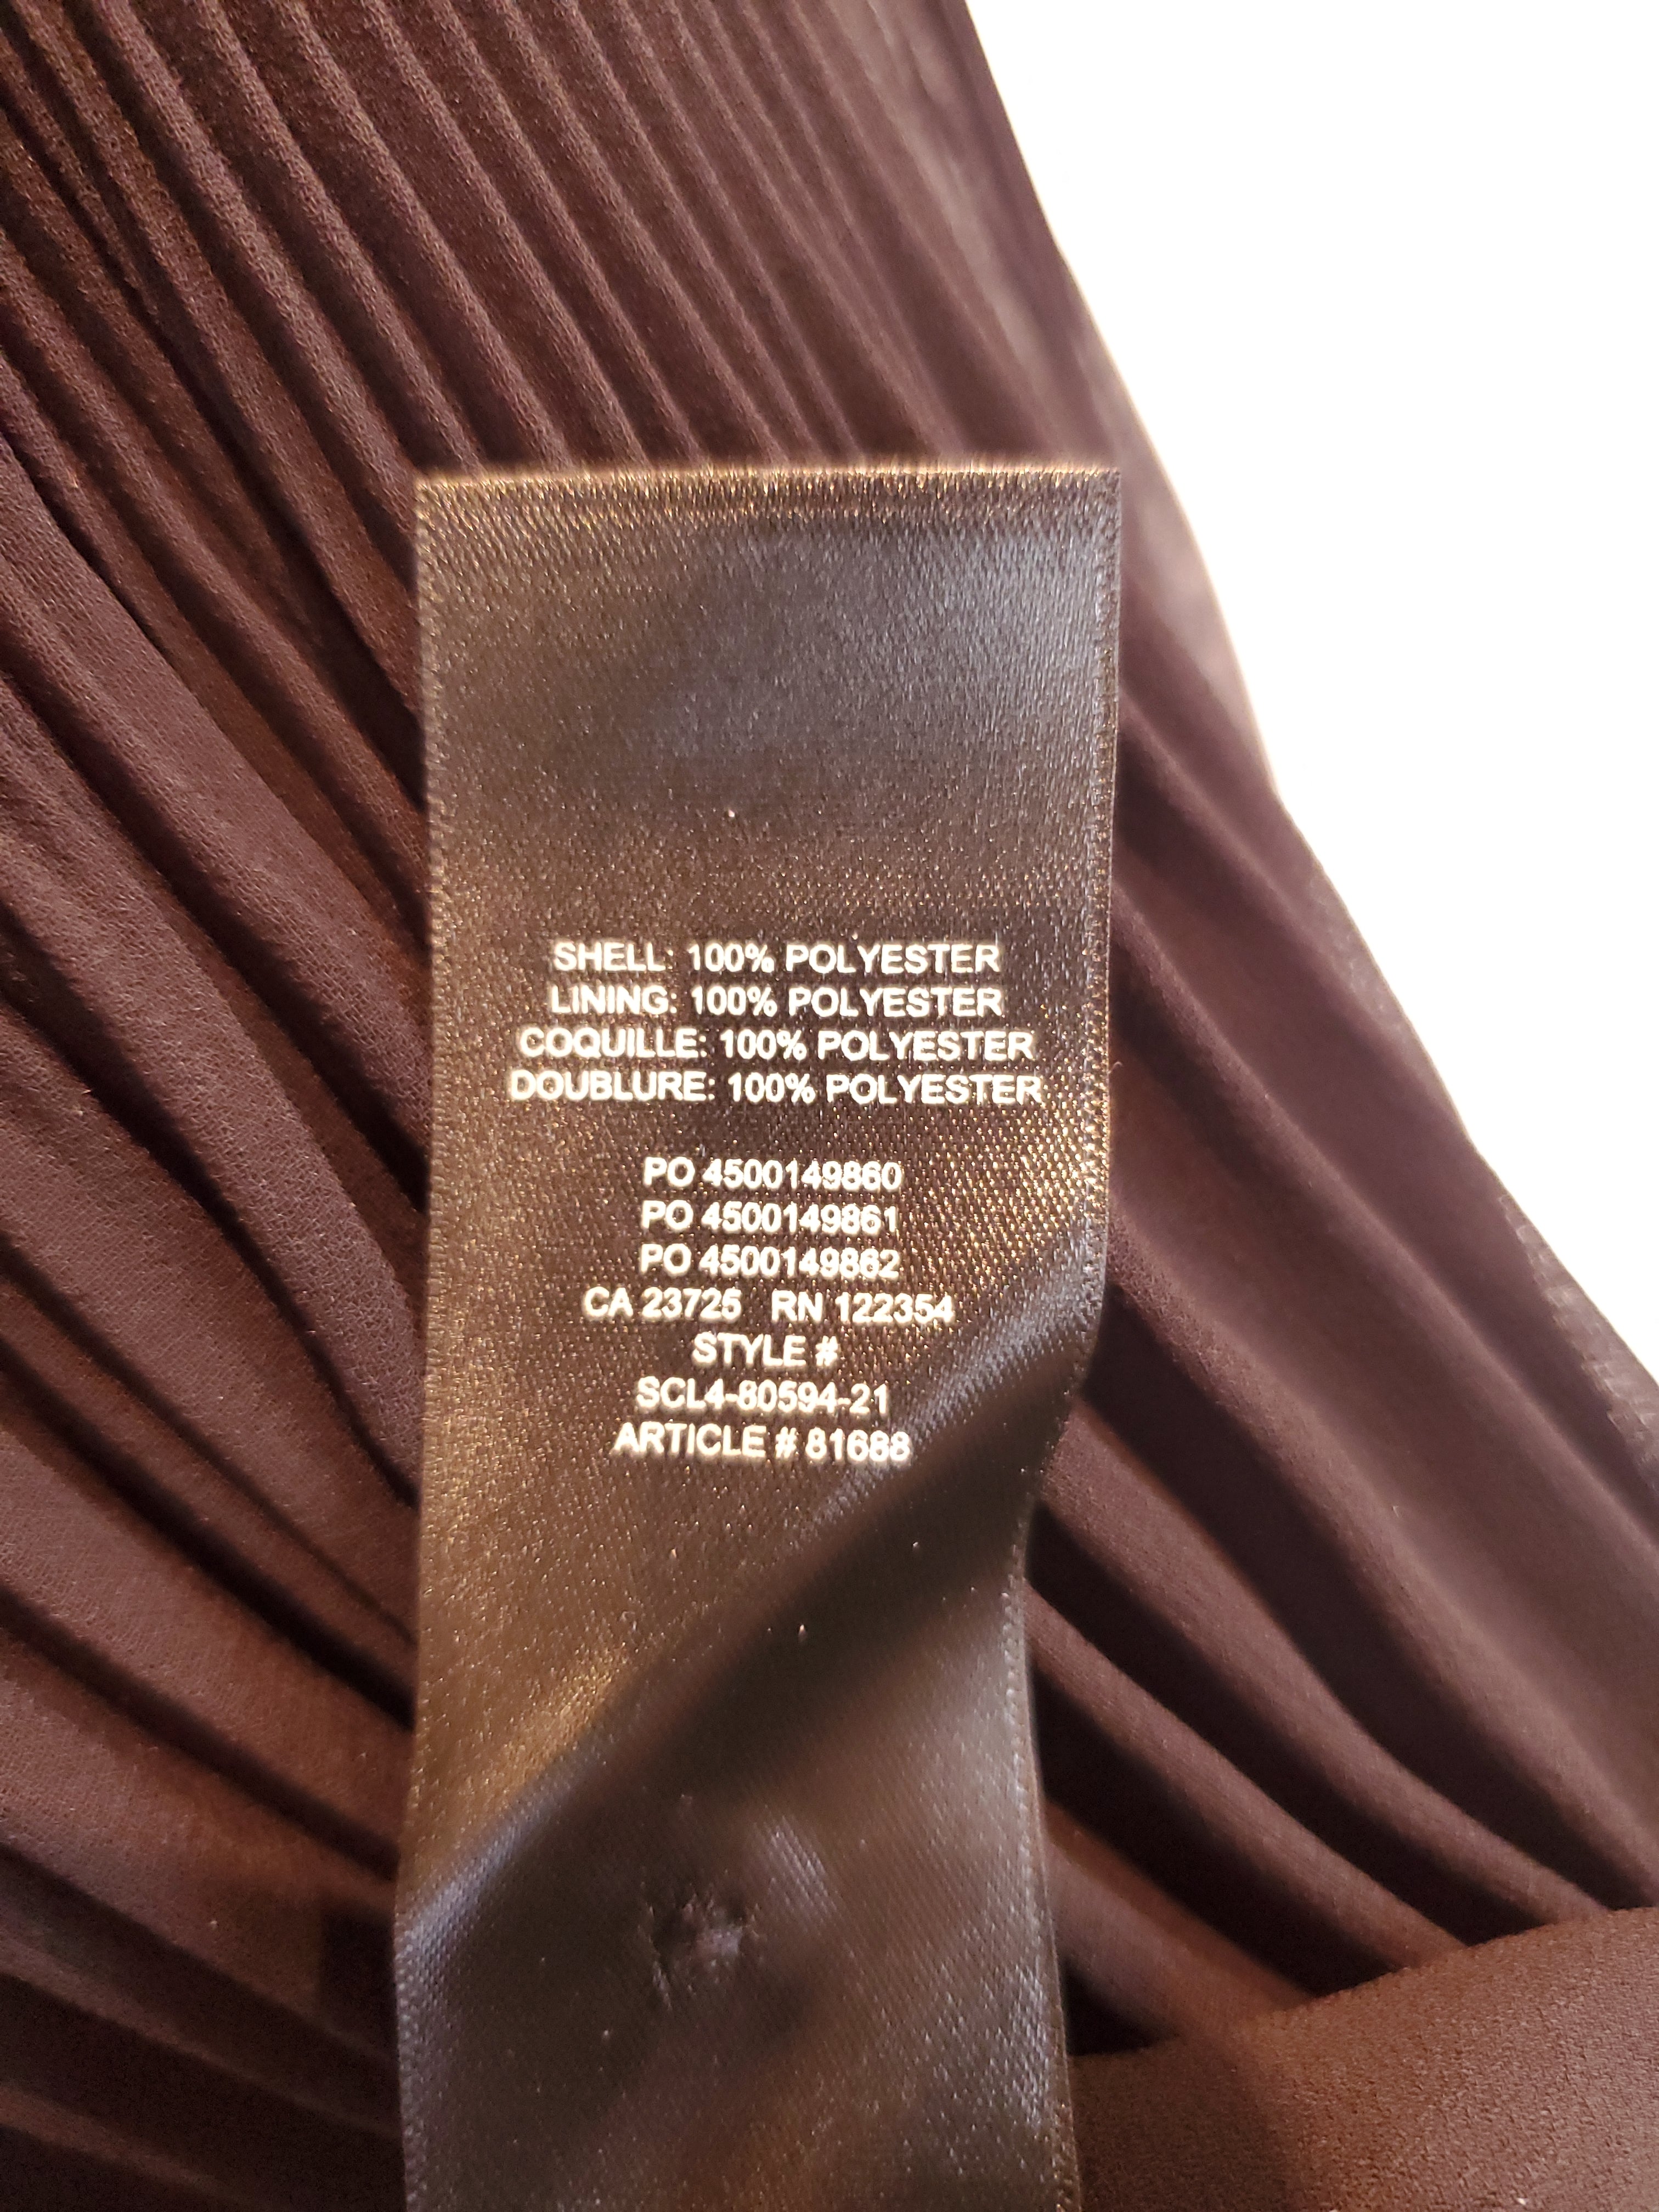 SHELL: 100% POLYESTER
LINING: 100% POLYESTER
COQUILLE: 100% POLYESTER
DOUBLURE: 100% POLYESTER
PO 4500149860
PO 4500149861
PO 4500149862
CA 23725 RN 122354
STYLE #
SCL4-80594-21
ARTICLE # 81688